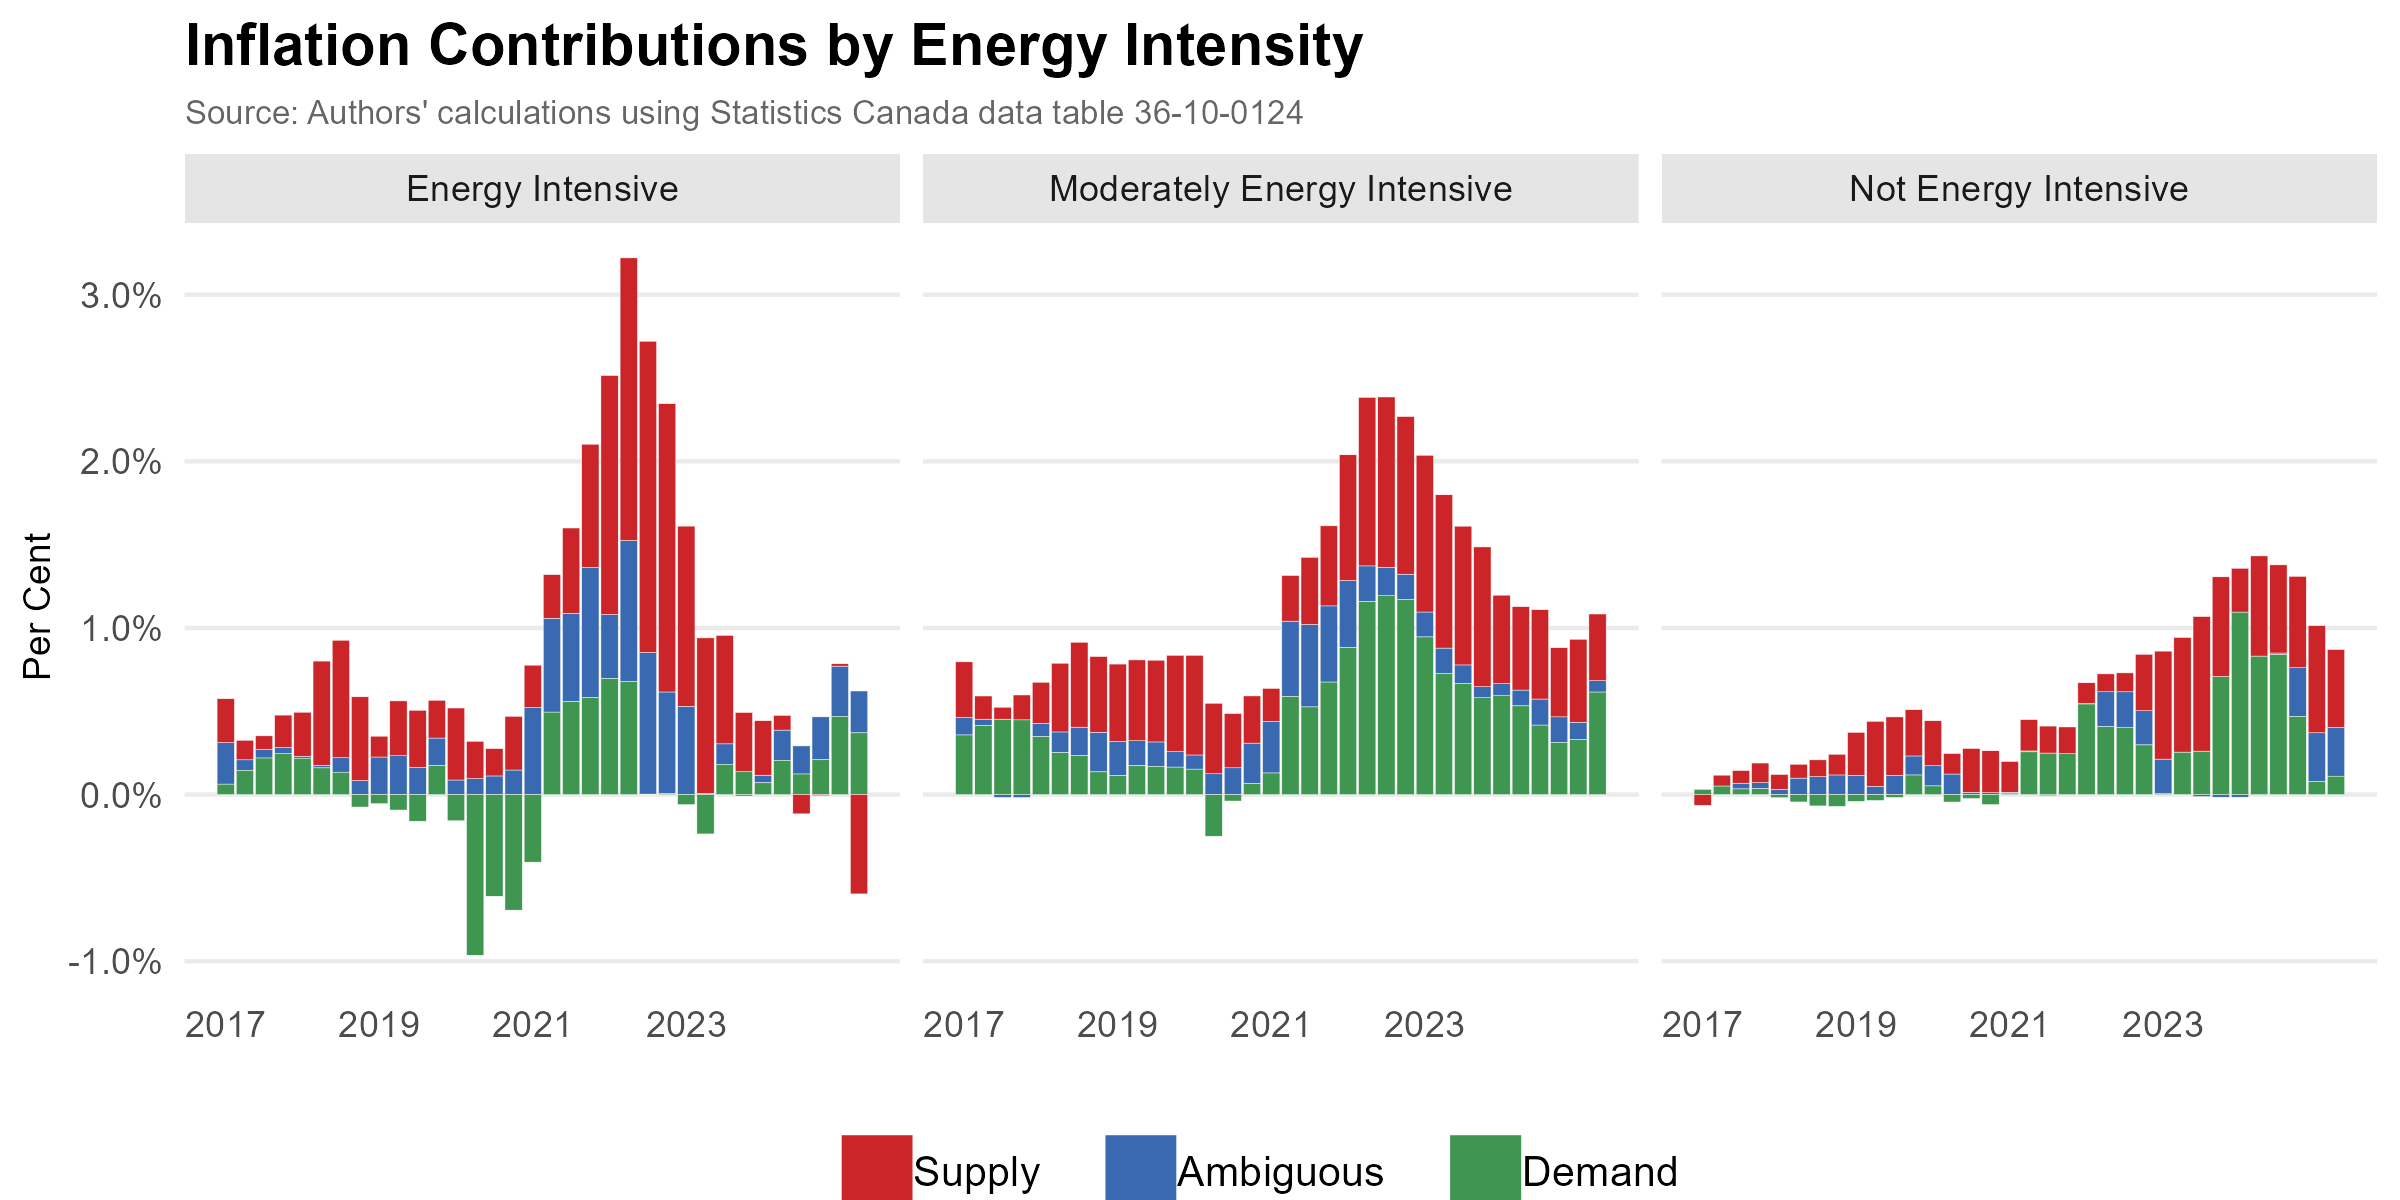 Inflation Contributions by Energy Intensity
Source: Authors' calculations using Statistics Canada data table 36-10-0124
Energy Intensive
Moderately Energy Intensive
Not Energy Intensive
Per Cent
3.0%
2.0%
1.0%
0.0%
-1.0%
2017 2019 2021 2023
2017 2019 2021 2023
2017 2019 2021 2023
Supply Ambiguous Demand